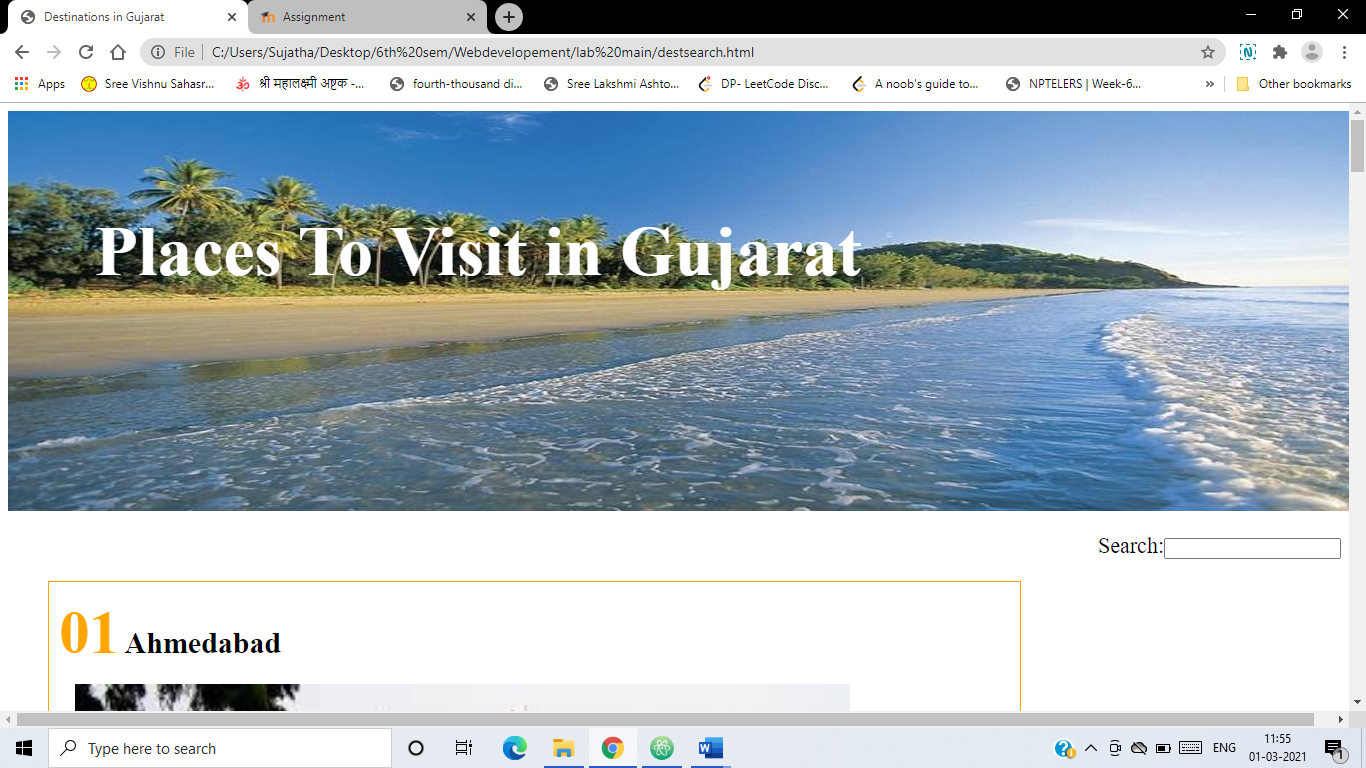 Destinations in Gujarat
Assignment
File
C:/Users/Sujatha/Desktop/6th%20sem/Webdevelopement/lab%20main/destsearch.html
Apps
Sree Vishnu Sahasr...
श्री महालक्ष्मी अष्टक -...
fourth-thousand di...
Sree Lakshmi Ashto...
DP- LeetCode Disc...
A noob's guide to...
NPTELERS | Week-6...
»
Other bookmarks
Places To Visit in Gujarat
Search:
01 Ahmedabad
Type here to search
ENG
11:55
01-03-2021
1